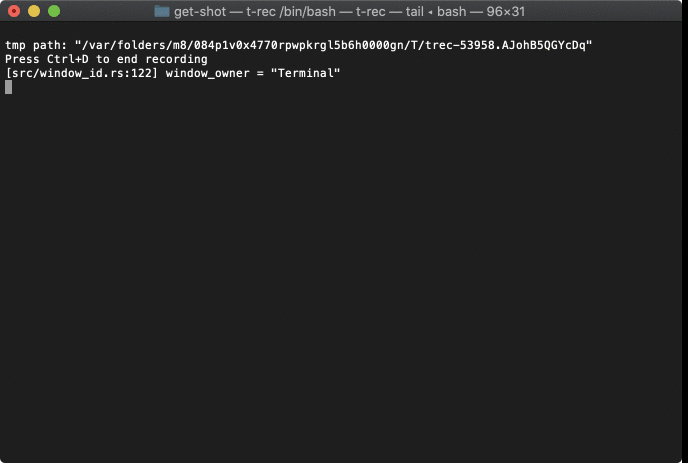 get-shot — t-rec /bin/bash — t-rec — tail ◂ bash — 96×31
tmp path: "/var/folders/m8/084p1v0x4770rpwpkrgl5b6h0000gn/T/trec-53958.AJohB5QGYcDq"
Press Ctrl+D to end recording
[src/window_id.rs:122] window_owner = "Terminal"